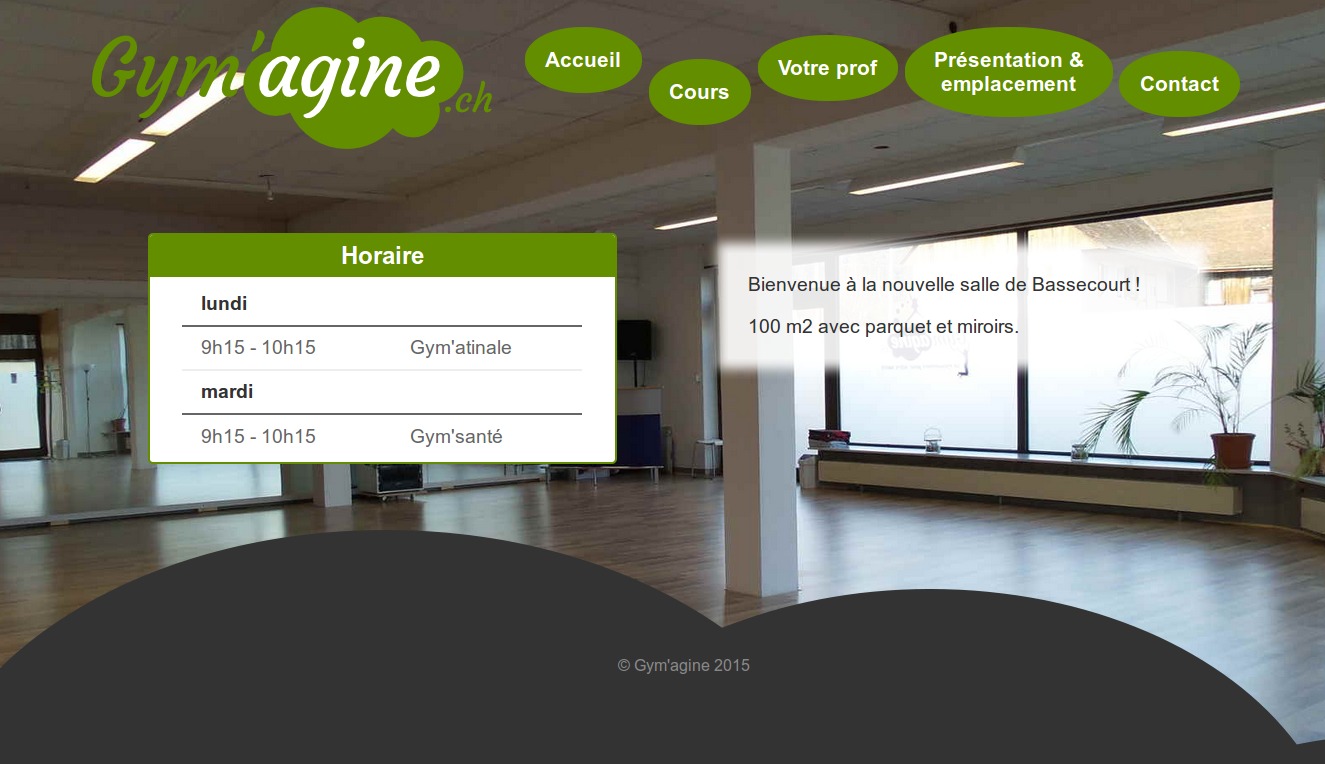 Gym'agine.ch
Accueil
Cours
Votre prof
Présentation &
emplacement
Contact
Horaire
lundi
9h15 - 10h15 Gym'atinale
mardi
9h15 - 10h15 Gym'santé
Bienvenue à la nouvelle salle de Bassecourt !
100 m2 avec parquet et miroirs.
© Gym'agine 2015